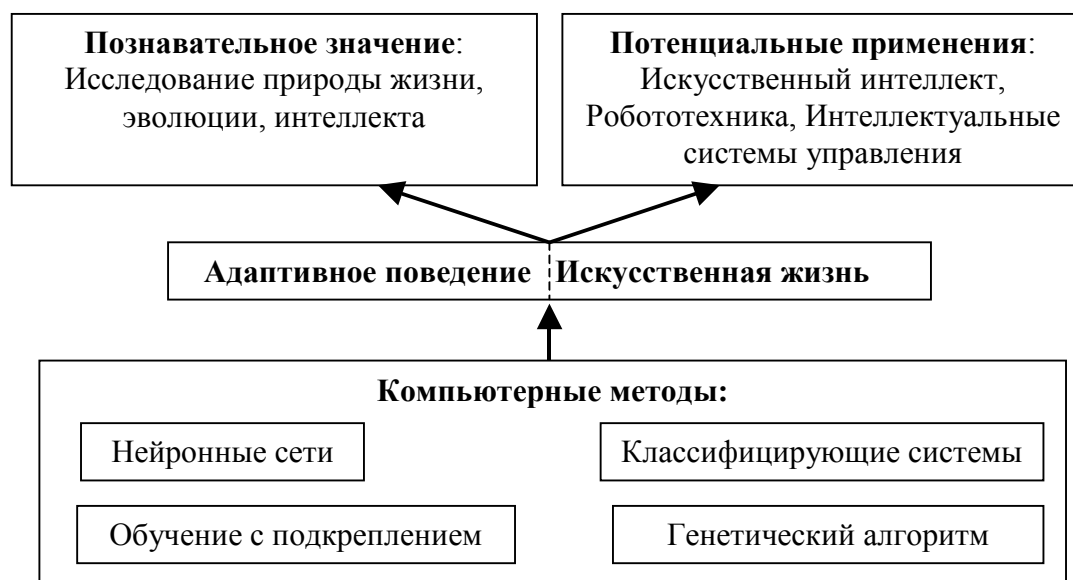 Познавательное значение:
Исследование природы жизни,
эволюции, интеллекта
Потенциальные применения:
Искусственный интеллект,
Робототехника, Интеллектуальные
системы управления
Адаптивное поведение Искусственная жизнь
Компьютерные методы:
Нейронные сети
Классифицирующие системы
Обучение с подкреплением
Генетический алгоритм